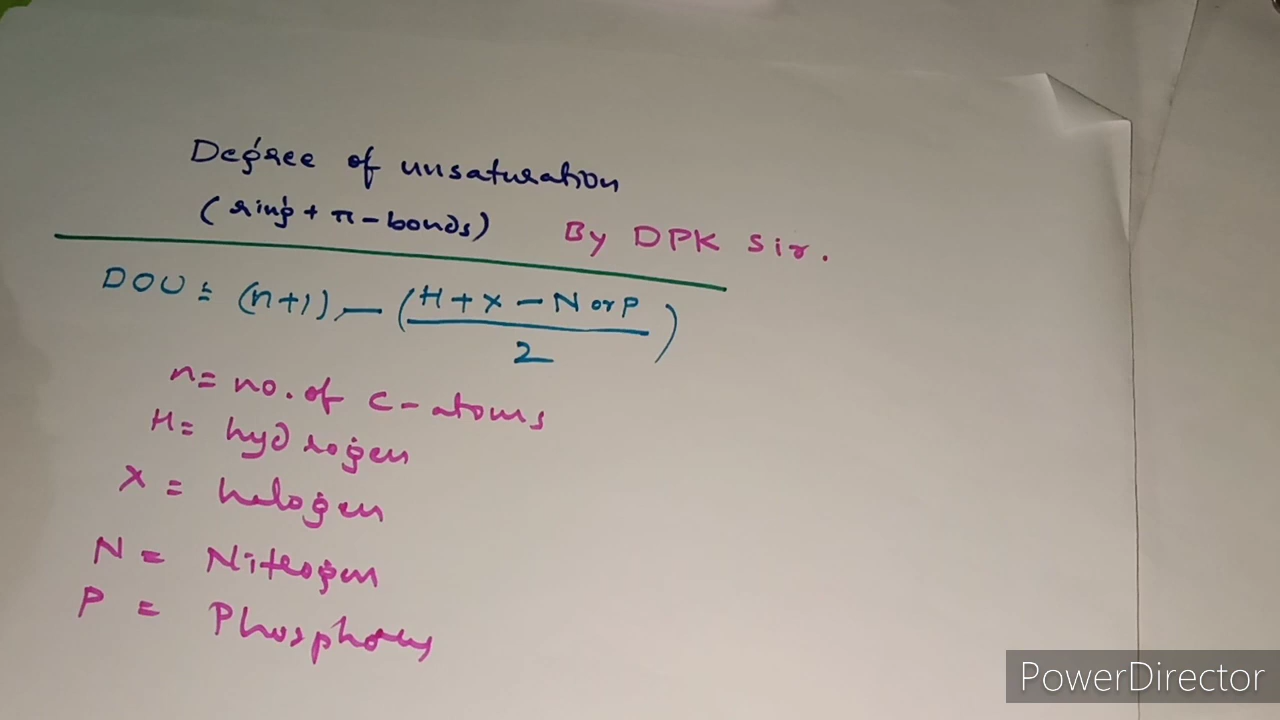 Degree of unsaturation
(ring + π-bonds) By DPK Sir.
DOU = (n+1) - (H+X-N or P / 2)
n= no. of c-atoms
H= hydrogen
X = halogen
N = Nitrogen
P = Phosphorus
PowerDirector